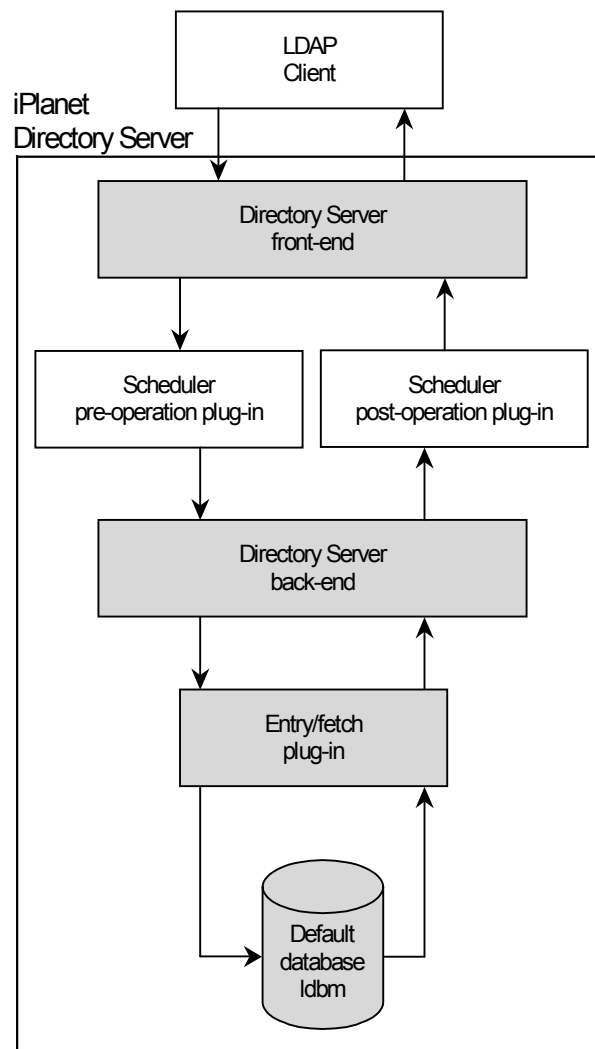 LDAP
Client
iPlanet
Directory Server
Directory Server
front-end
Scheduler
pre-operation plug-in
Scheduler
post-operation plug-in
Directory Server
back-end
Entry/fetch
plug-in
Default
database
ldbm